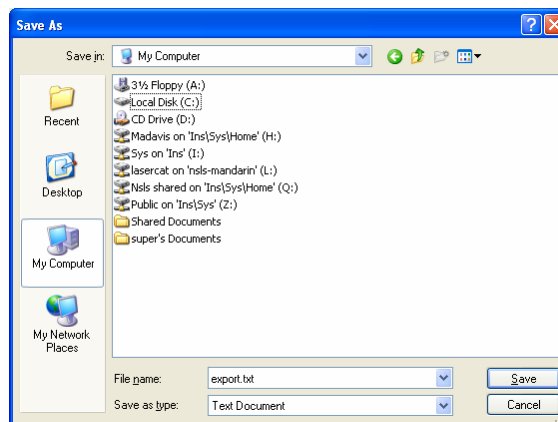 Save As
Save in:
My Computer
Recent
Desktop
My Computer
My Network
Places
3½ Floppy (A:)
Local Disk (C:)
CD Drive (D:)
Madavis on 'Ins\Sys\Home' (H:)
Sys on 'Ins' (I:)
lasercat on 'nsls-mandarin' (L:)
Nsls shared on 'Ins\Sys\Home' (Q:)
Public on 'Ins\Sys' (Z:)
Shared Documents
super's Documents
File name:
export.txt
Save
Save as type:
Text Document
Cancel